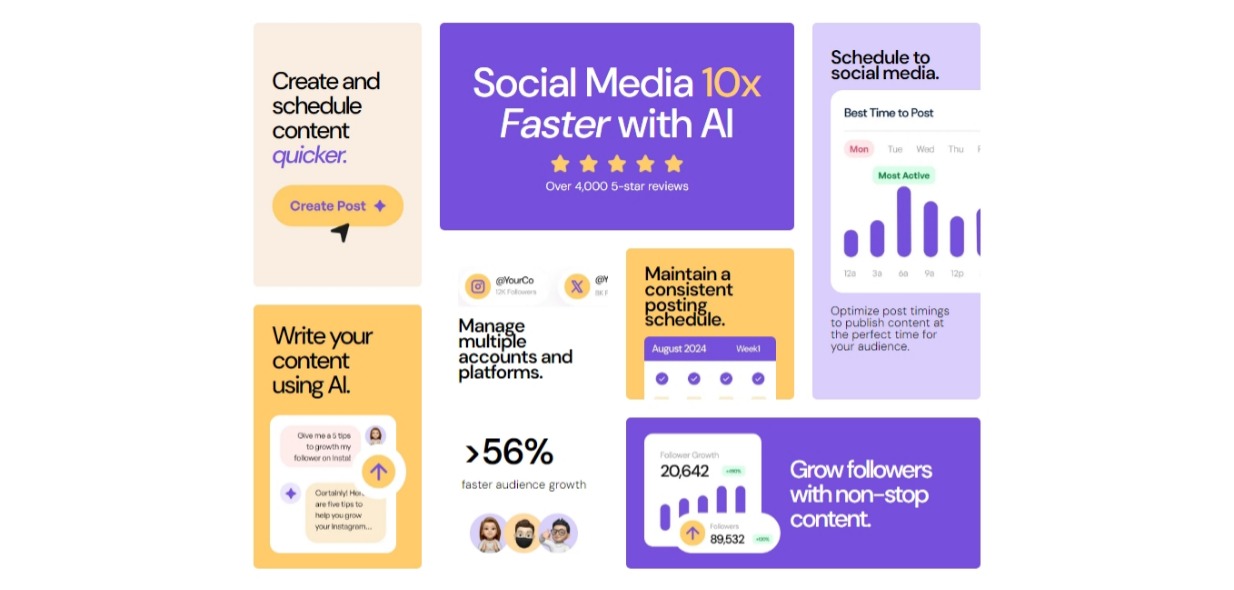 Create and
schedule
content
quicker.
Create Post
Social Media 10x
Faster with AI
Over 4,000 5-star reviews
Schedule to
social media.
Best Time to Post
Mon Tue Wed Thu
Most Active
12a 3a 6a 9a 12p
Optimize post timings
to publish content at
the perfect time for
your audience.
Write your
content
using AI.
Give me a 5 tips
to growth my
follower on Insta!
Certainly! Her
are five tips to
help you grow
your Instagram...
@YourCo
12K Followers
@Y
8K F
Manage
multiple
accounts and
platforms.
>56%
faster audience growth
Maintain a
consistent
posting
schedule.
August 2024 Week1
Follower Growth
20,642
Followers
89,532
Grow followers
with non-stop
content.